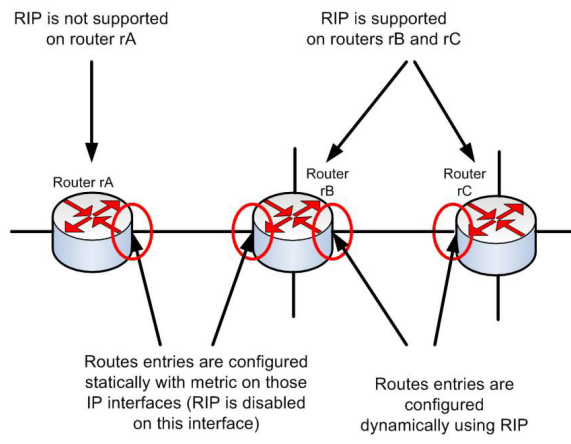 RIP is not supported
on router rA
RIP is supported
on routers rB and rC
Router rA
Router
rB
Router
rC
Routes entries are configured
statically with metric on those
IP interfaces (RIP is disabled
on this interface)
Routes entries are
configured
dynamically using RIP